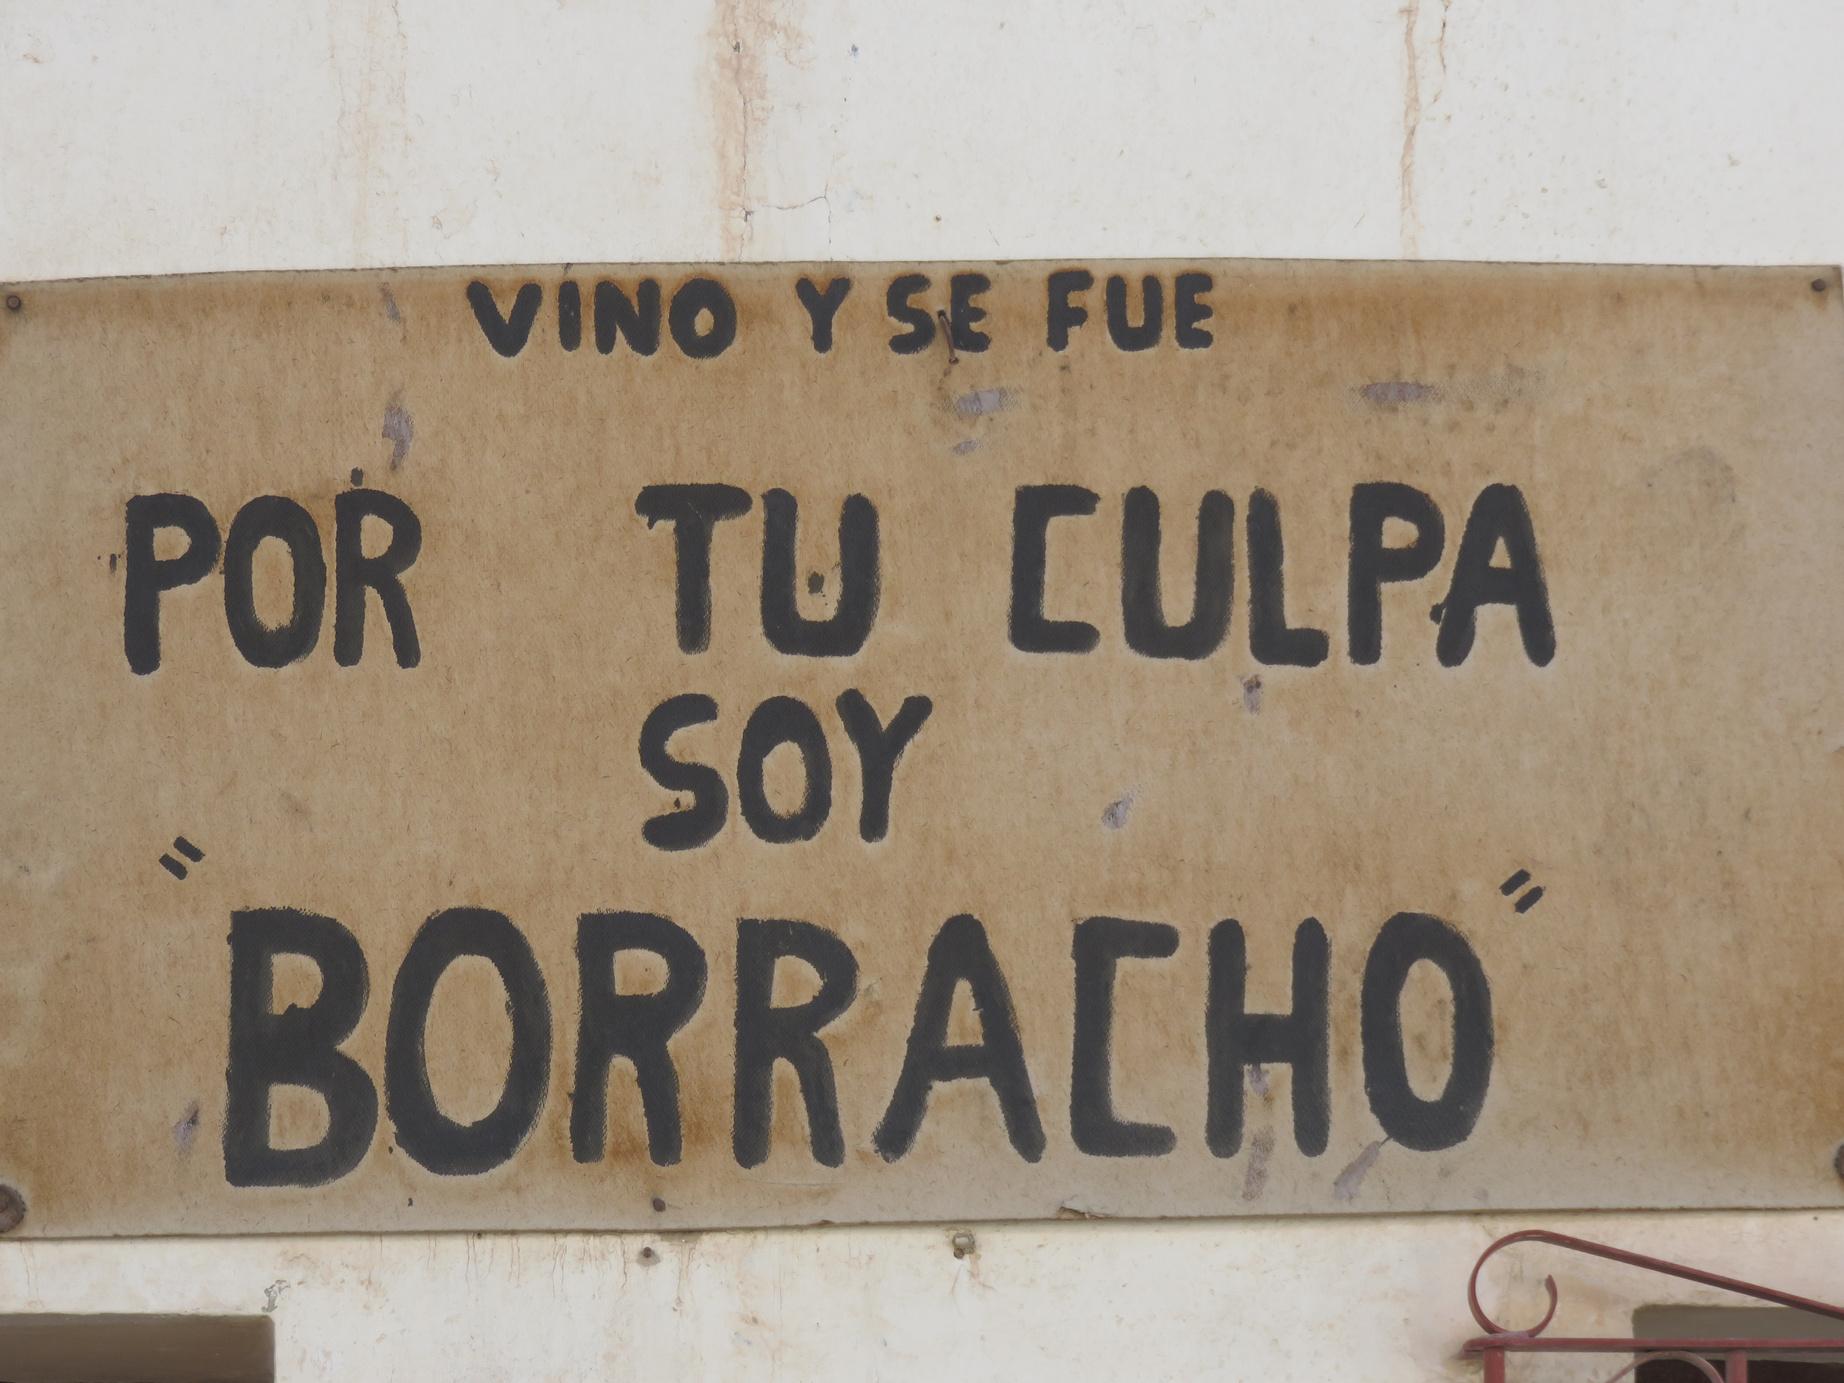 VINO Y SE FUE
POR TU CULPA
SOY
"BORRACHO"